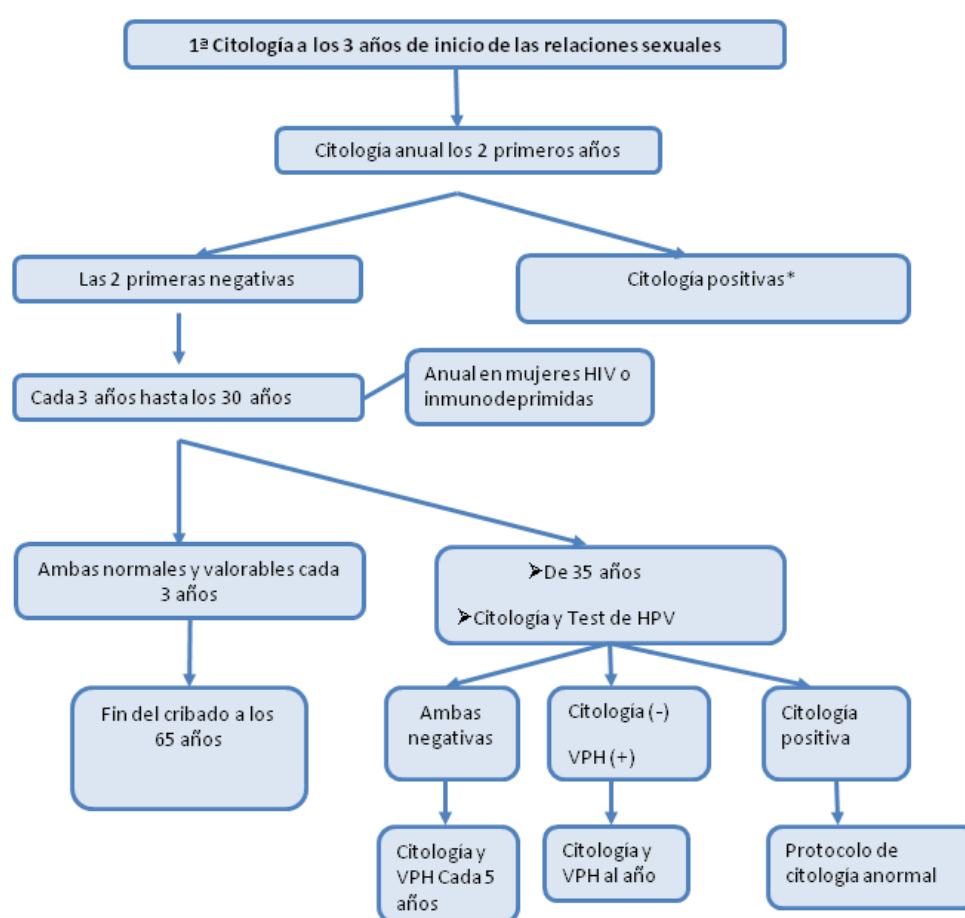 1ª Citología a los 3 años de inicio de las relaciones sexuales
Citología anual los 2 primeros años
Las 2 primeras negativas
Citología positivas*
Cada 3 años hasta los 30 años
Anual en mujeres HIV o
inmunodeprimidas
Ambas normales y valorables cada
3 años
➤De 35 años
➤Citología y Test de HPV
Fin del cribado a los
65 años
Ambas
negativas
Citología (-)
VPH (+)
Citología
positiva
Citología y
VPH Cada 5
años
Citología y
VPH al año
Protocolo de
citología anormal